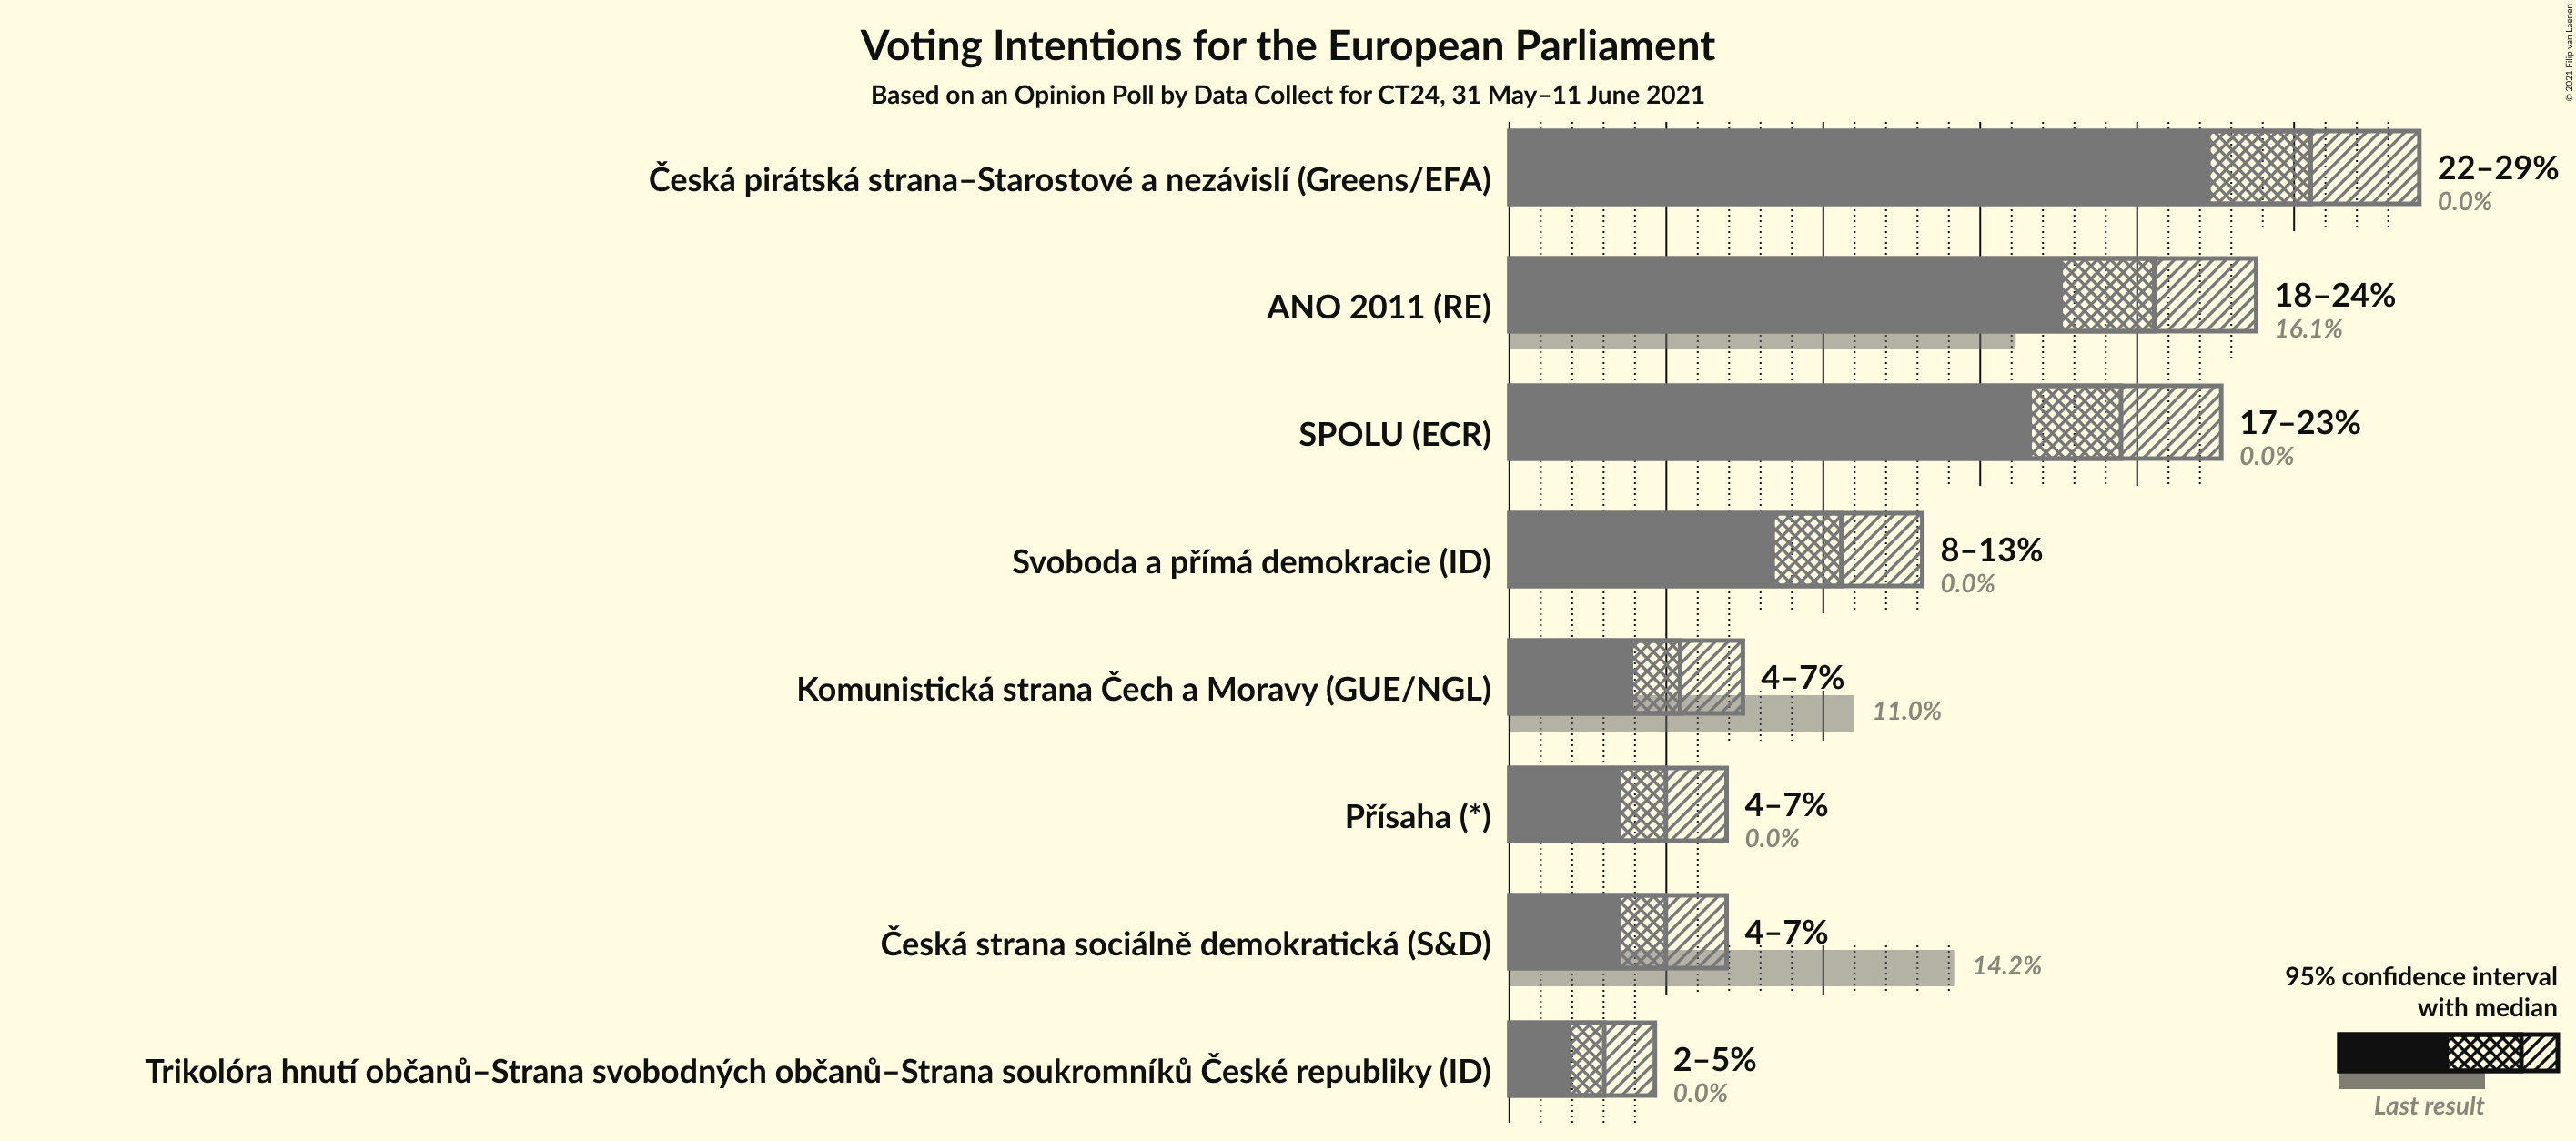 Voting Intentions for the European Parliament
Based on an Opinion Poll by Data Collect for CT24, 31 May–11 June 2021
© 2021 Filip van Laenen
Česká pirátská strana–Starostové a nezávislí (Greens/EFA)
22–29%
0.0%
ANO 2011 (RE)
18–24%
16.1%
SPOLU (ECR)
17–23%
0.0%
Svoboda a přímá demokracie (ID)
8–13%
0.0%
Komunistická strana Čech a Moravy (GUE/NGL)
4–7%
11.0%
Přísaha (*)
4–7%
0.0%
Česká strana sociálně demokratická (S&D)
4–7%
14.2%
Trikolóra hnutí občanů–Strana svobodných občanů–Strana soukromníků České republiky (ID)
2–5%
0.0%
95% confidence interval
with median
Last result